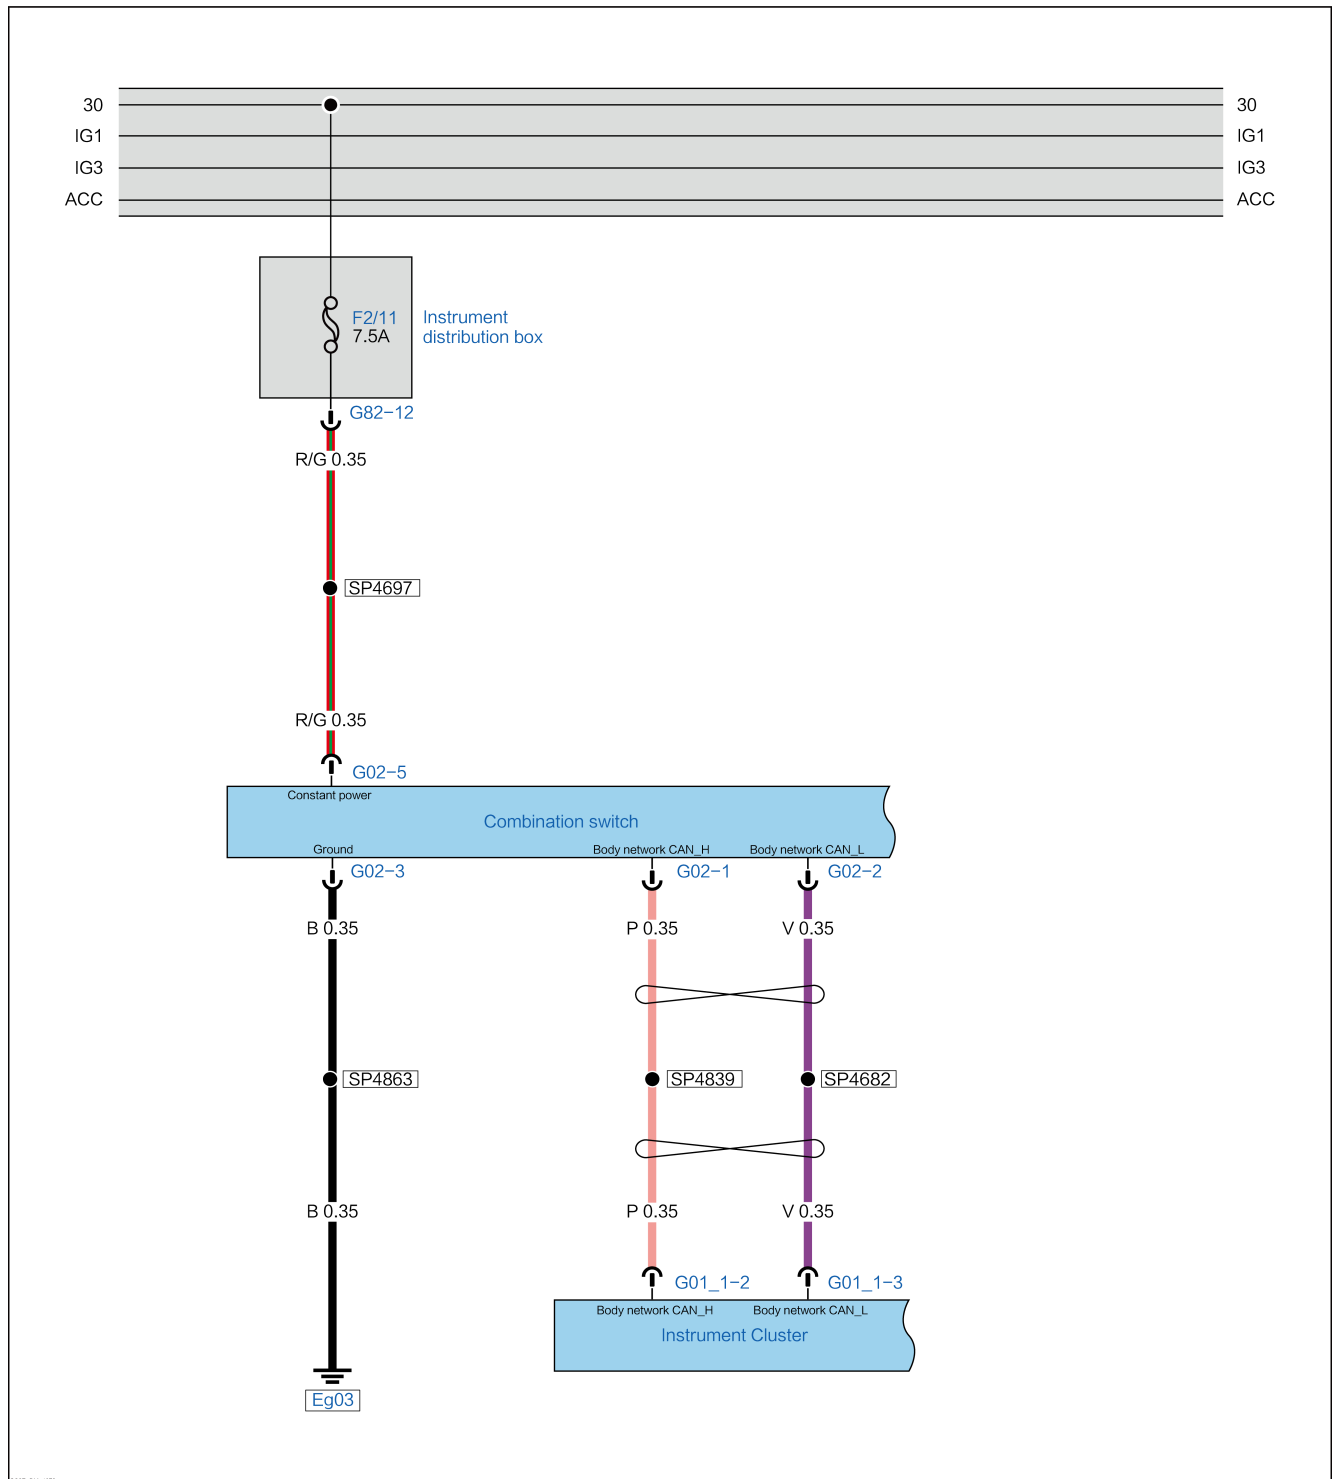 30 30
IG1 IG1
IG3 IG3
ACC ACC
F2/11
7.5A
Instrument
distribution box
G82-12
R/G 0.35
SP4697
R/G 0.35
G02-5
Constant power
Combination switch
Ground Body network CAN_H Body network CAN_L
G02-3 G02-1 G02-2
B 0.35 P 0.35 V 0.35
SP4863 SP4839 SP4682
B 0.35 P 0.35 V 0.35
G01_1-2 G01_1-3
Body network CAN_H Body network CAN_L
Instrument Cluster
Eg03